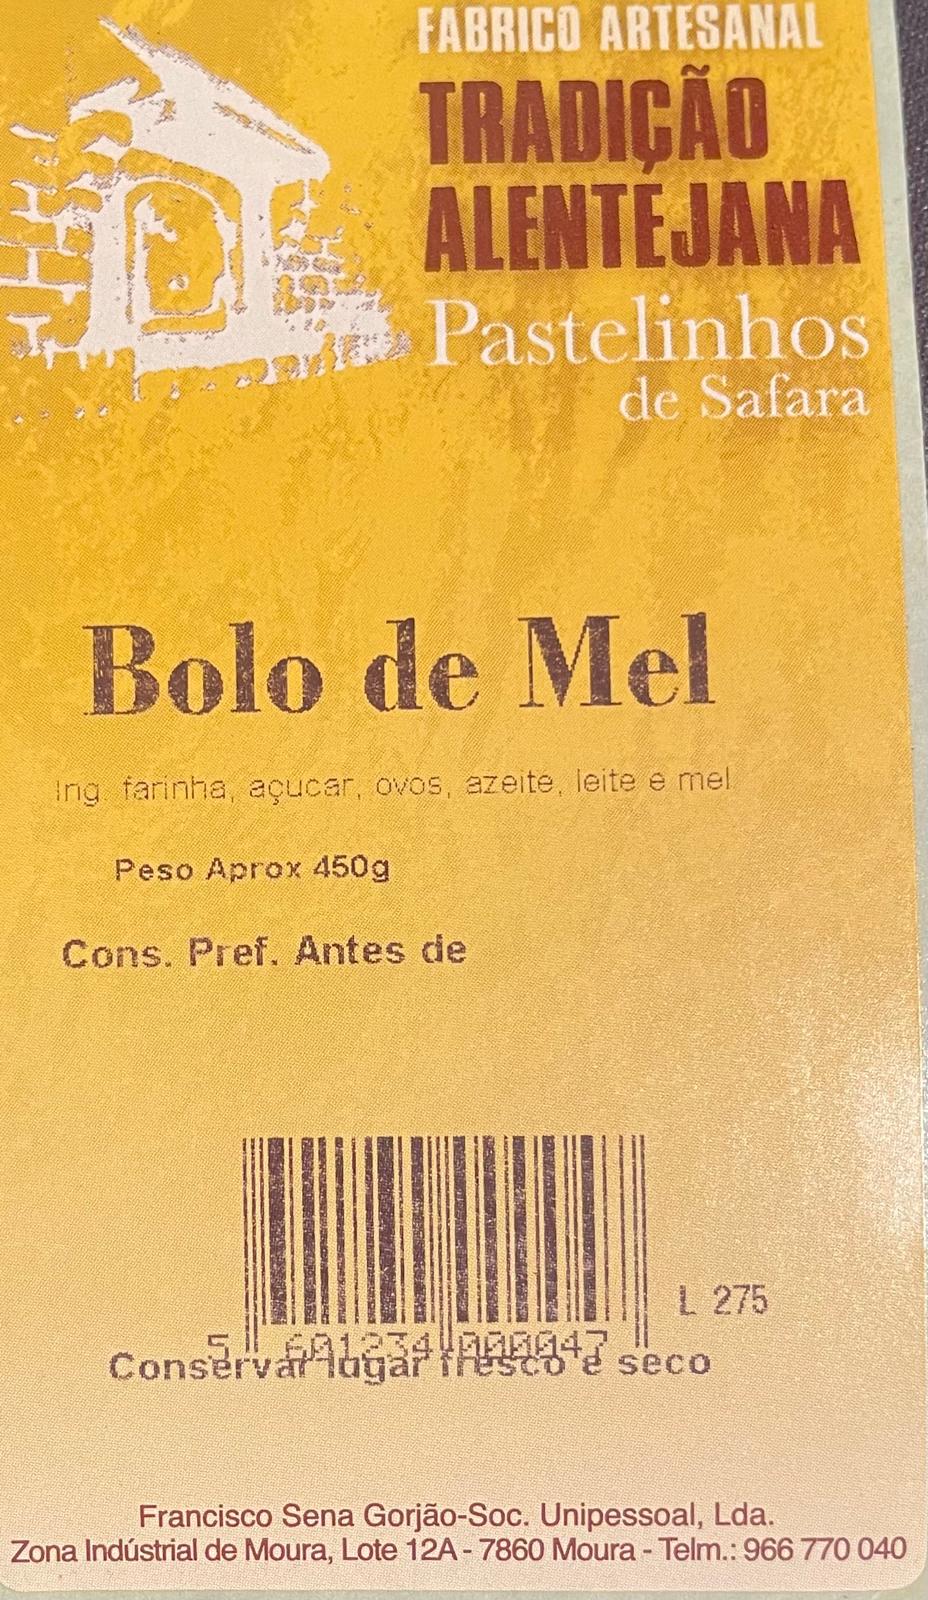 FABRICO ARTESANAL
TRADIÇÃO
ALENTEJANA
Pastelinhos
de Safara
Bolo de Mel
Ing. farinha, açucar, ovos, azeite, leite e mel
Peso Aprox 450g
Cons. Pref. Antes de
L 275
5 601234 000047
Conservar lugar fresco e seco
Francisco Sena Gorjão-Soc. Unipessoal, Lda.
Zona Indústrial de Moura, Lote 12A - 7860 Moura - Telm.: 966 770 040